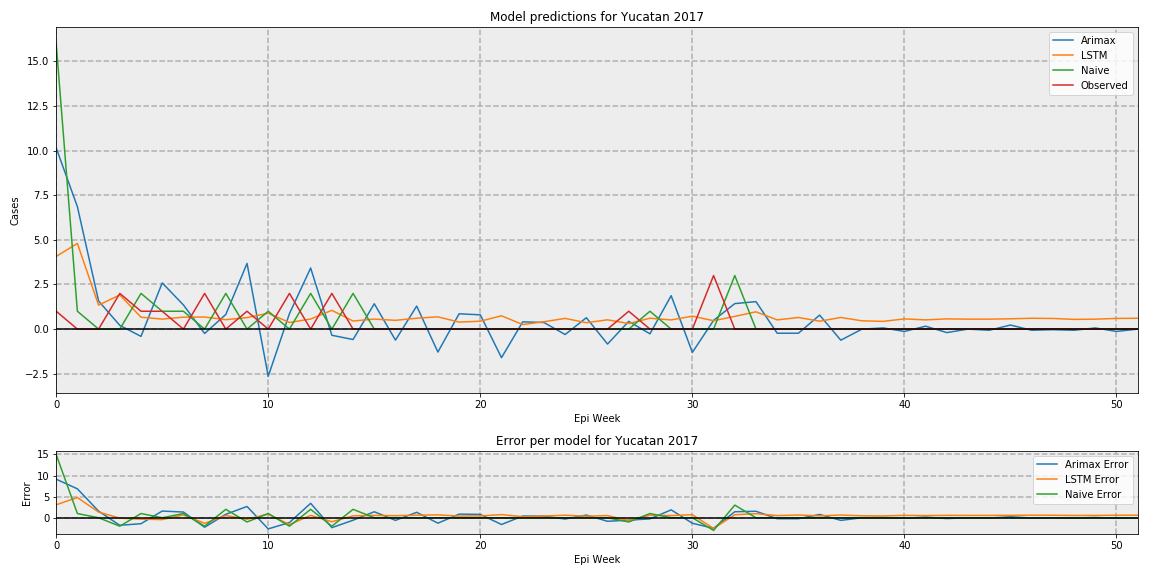 Model predictions for Yucatan 2017
Arimax
LSTM
Naive
Observed
15.0
12.5
10.0
7.5
5.0
2.5
0.0
−2.5
Cases
0 10 20 30 40 50
Epi Week
Error per model for Yucatan 2017
Arimax Error
LSTM Error
Naive Error
15
10
5
0
Error
0 10 20 30 40 50
Epi Week